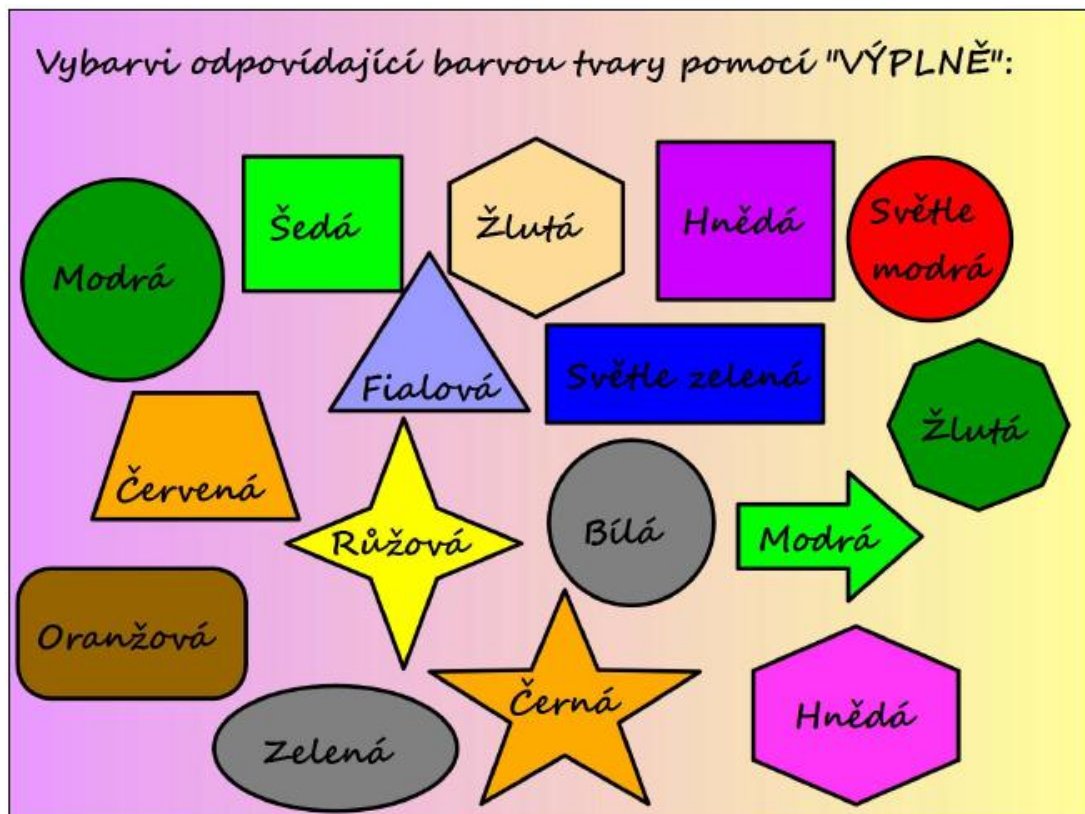 Vybarvi odpovídající barvou tvary pomocí "VÝPLNĚ":
Modrá
Šedá
Žlutá
Hnědá
Světle
modrá
Fialová
Světle zelená
Žlutá
Červená
Růžová
Bílá
Modrá
Oranžová
Zelená
Černá
Hnědá